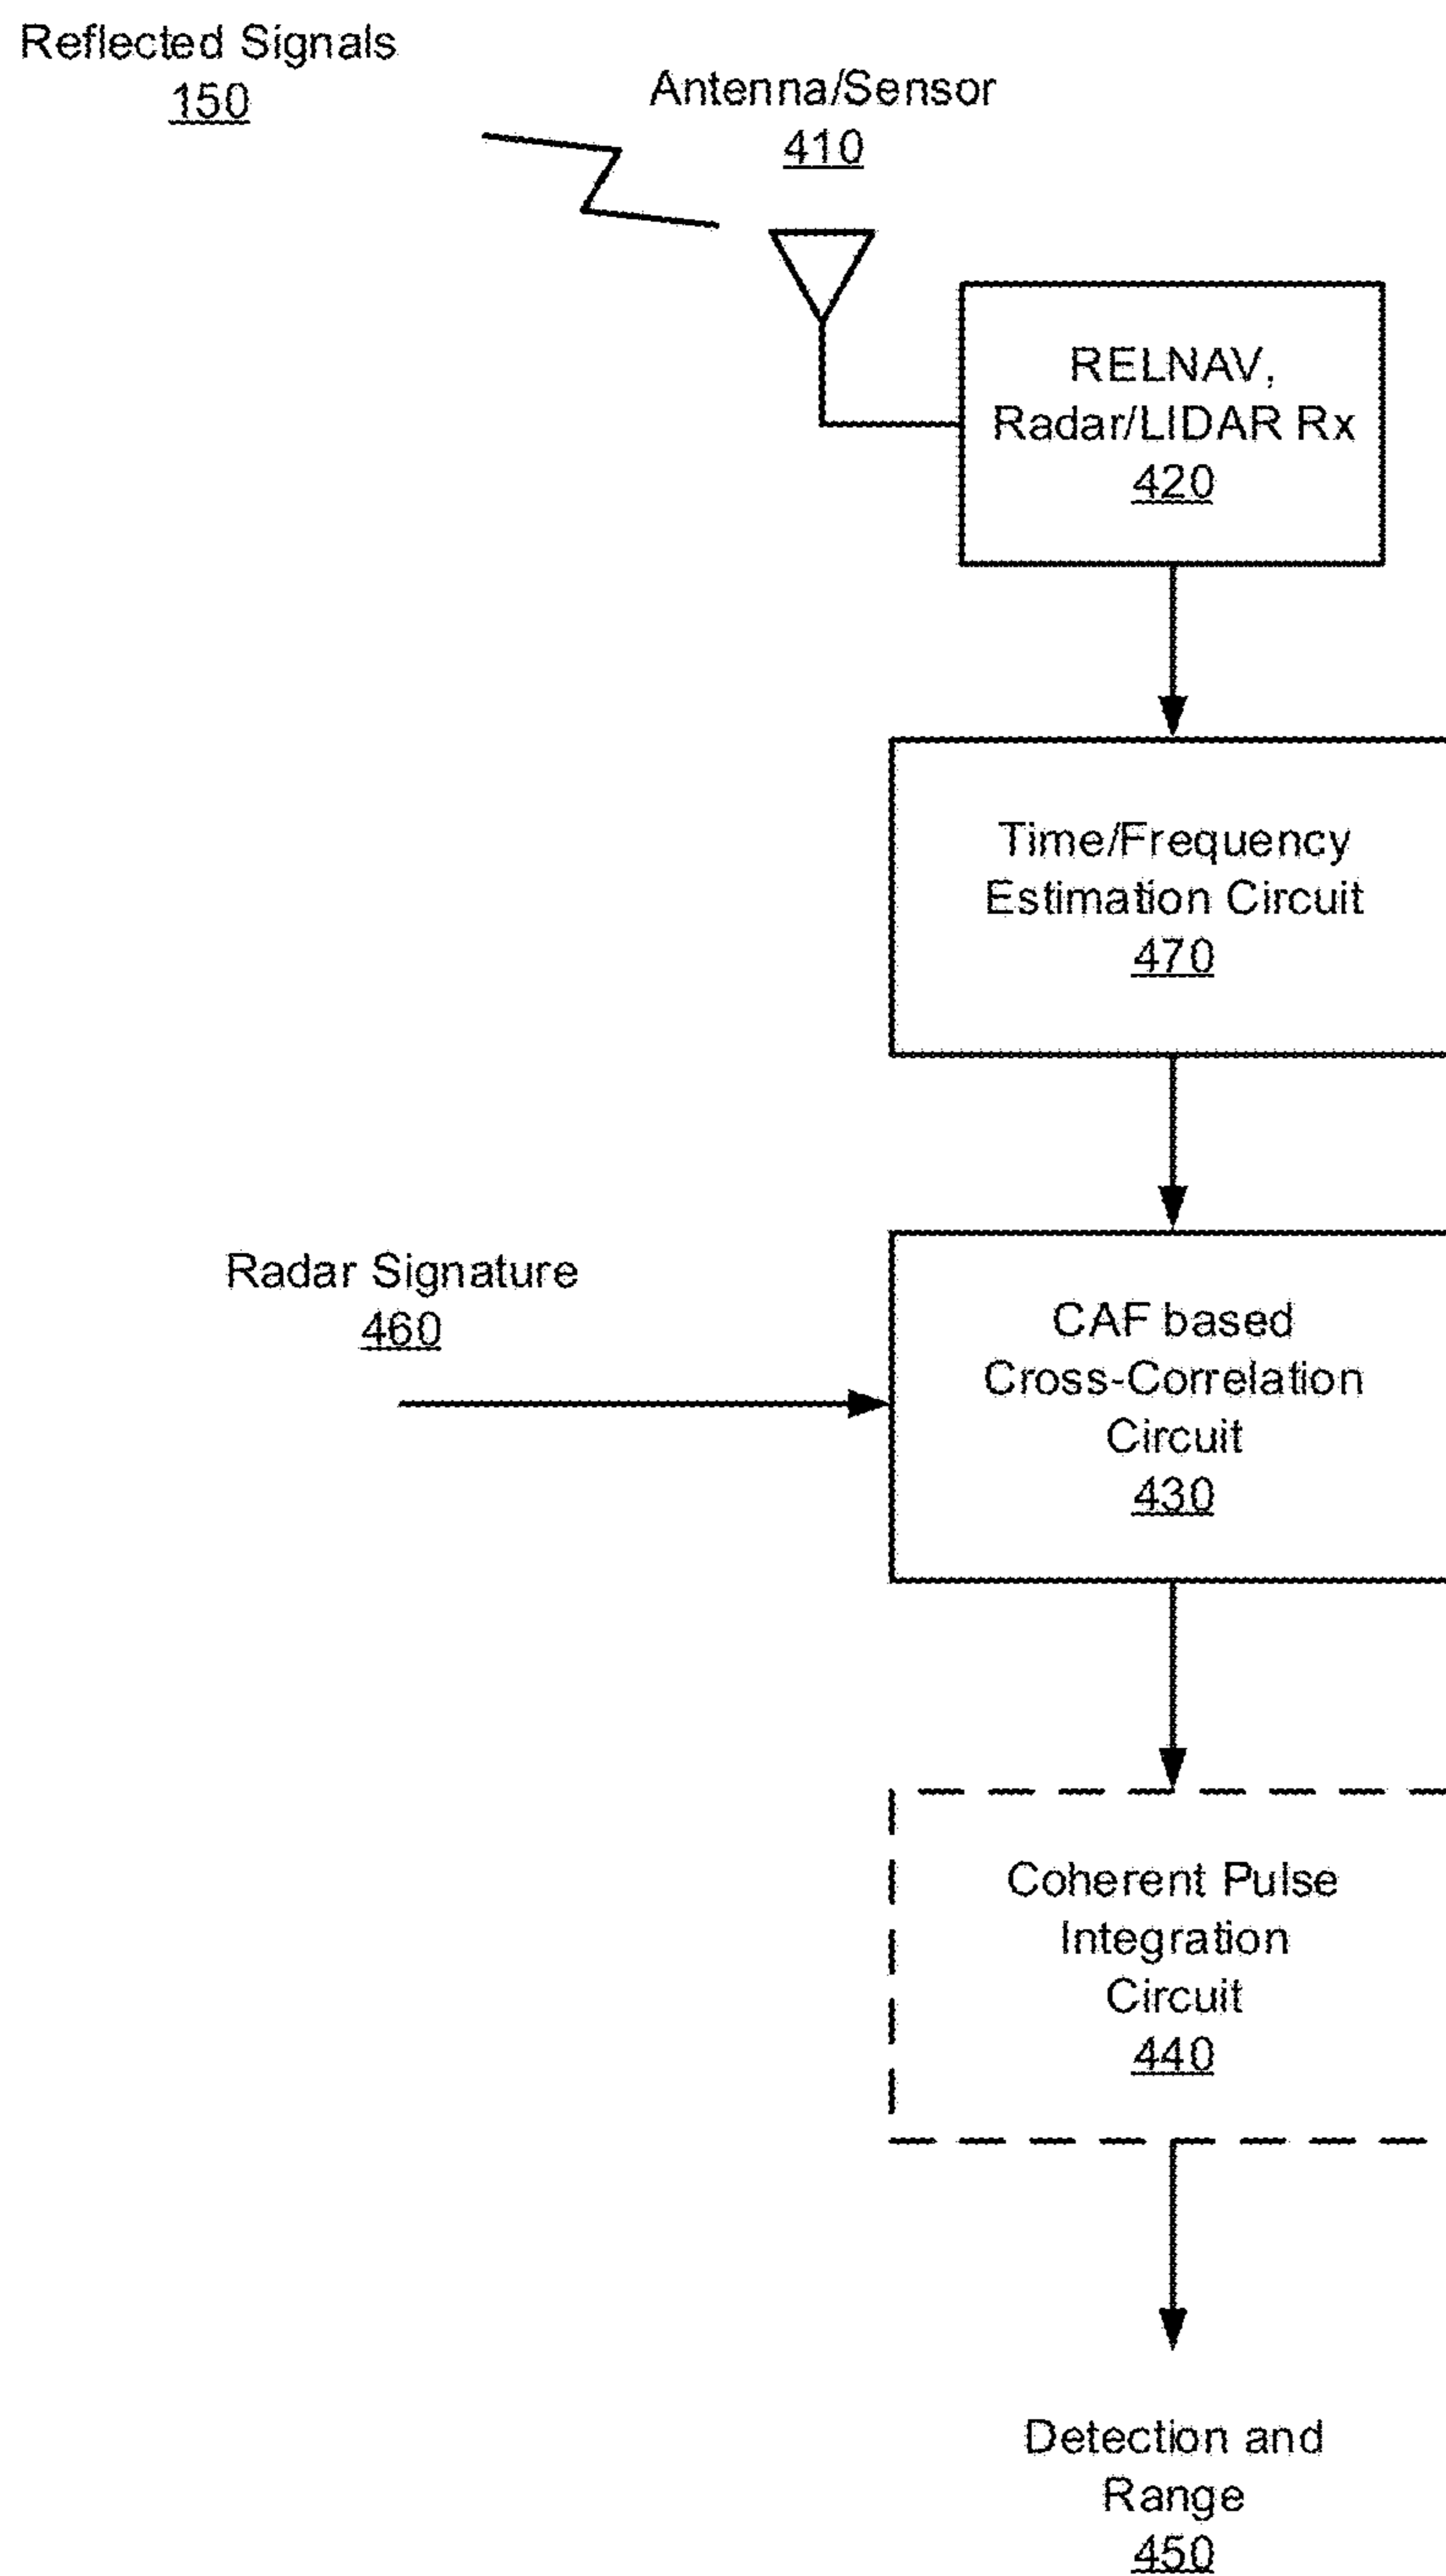 Reflected Signals
150
Antenna/Sensor
410
RELNAV,
Radar/LIDAR Rx
420
Time/Frequency
Estimation Circuit
470
Radar Signature
460
CAF based
Cross-Correlation
Circuit
430
Coherent Pulse
Integration
Circuit
440
Detection and
Range
450